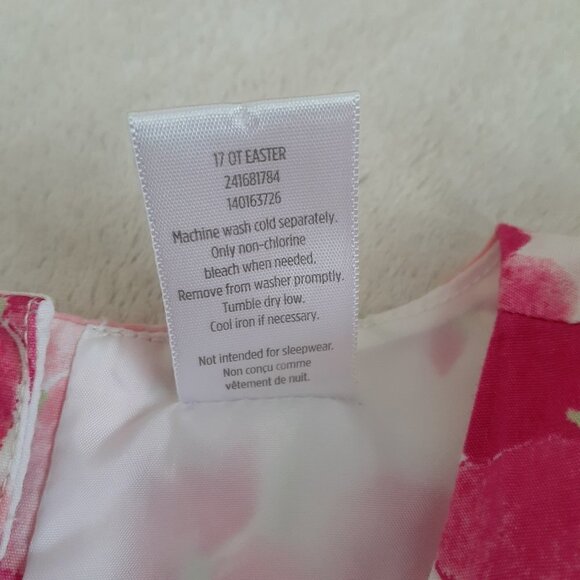 17 OT EASTER
241681784
140163726
Machine wash cold separately.
Only non-chlorine
bleach when needed.
Remove from washer promptly.
Tumble dry low.
Cool iron if necessary.
Not intended for sleepwear.
Non conçu comme
vêtement de nuit.